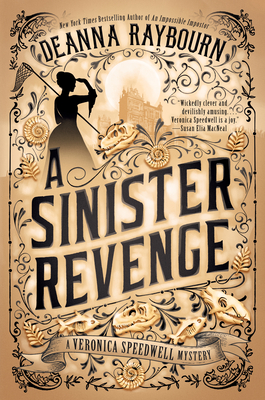 New York Times Bestselling Author of An Impossible Impostor
DEANNA RAYBOURN
"Wickedly clever and
devilishly amusing,
Veronica Speedwell is a joy."
—Susan Elia MacNeal
A
SINISTER
REVENGE
A VERONICA SPEEDWELL MYSTERY